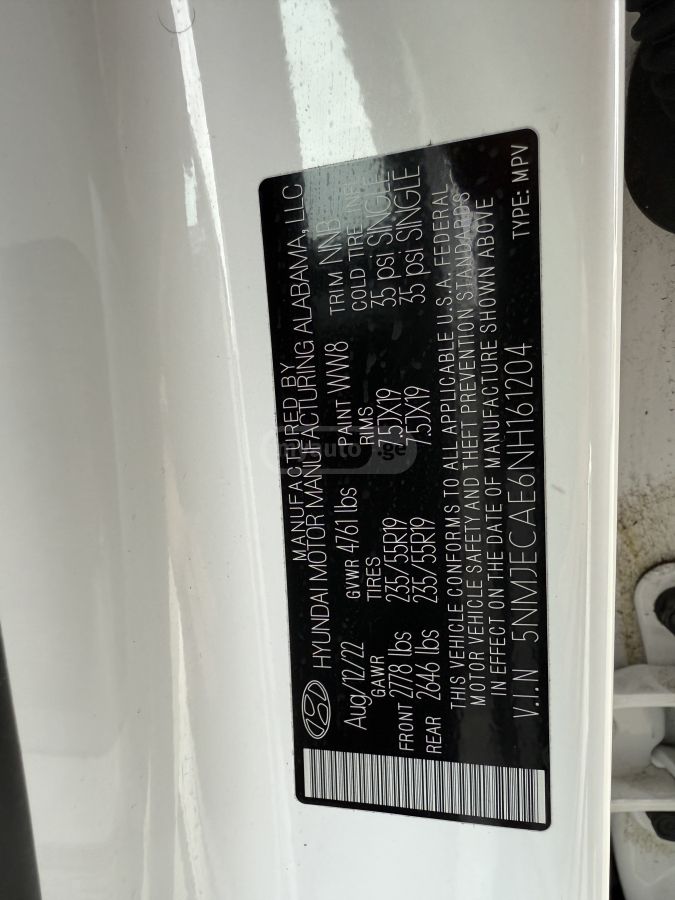 MANUFACTURED BY
HYUNDAI MOTOR MANUFACTURING ALABAMA, LLC
Aug/12/22 GVWR 4761 lbs PAINT WW8 TRIM NNB
GAWR TIRES RIMS COLD TIRE INF.
FRONT 2778 lbs 235/55R19 7.5JX19 35 psi SINGLE
REAR 2646 lbs 235/55R19 7.5JX19 35 psi SINGLE
THIS VEHICLE CONFORMS TO ALL APPLICABLE U.S.A. FEDERAL
MOTOR VEHICLE SAFETY AND THEFT PREVENTION STANDARDS
IN EFFECT ON THE DATE OF MANUFACTURE SHOWN ABOVE
V.I.N 5NMJECAE6NH161204 TYPE: MPV
myauto.ge